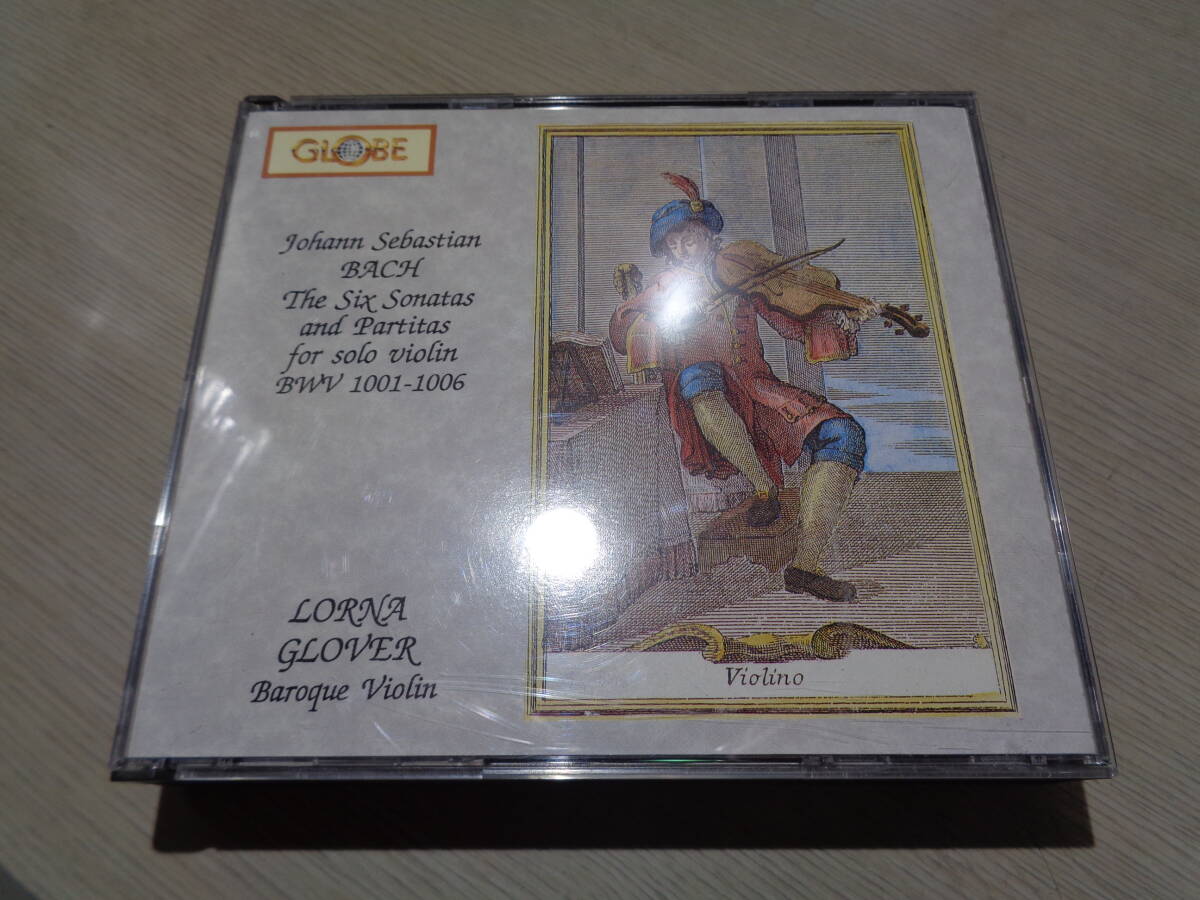 GLOBE
Johann Sebastian
BACH
The Six Sonatas
and Partitas
for solo violin
BWV 1001-1006
LORNA
GLOVER
Baroque Violin
Violino